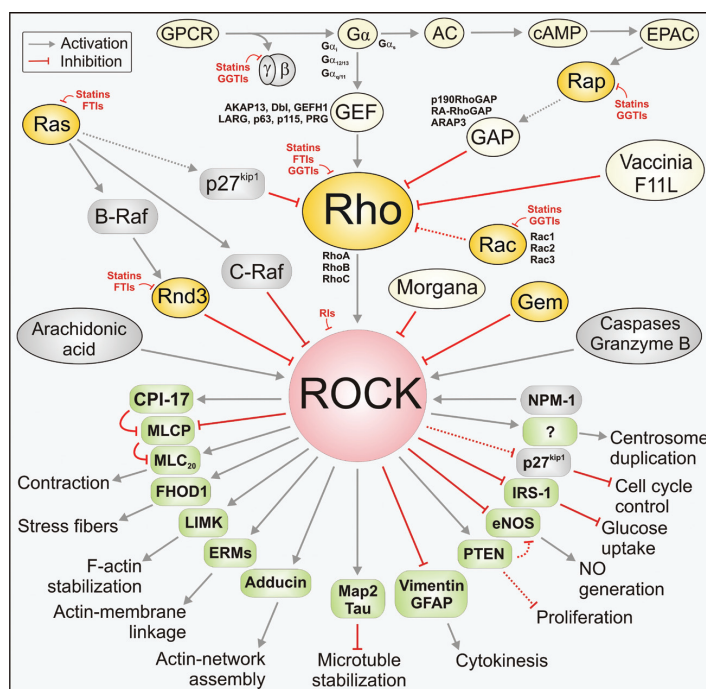 Activation
Inhibition
GPCR
Gα
AC
cAMP
EPAC
Gαi
Gαs
Gα12/13
Gαq/11
Statins
GGTIs
γ β
Rap
Statins
GGTIs
Statins
FTIs
Ras
AKAP13, Dbl, GEFH1
LARG, p63, p115, PRG
GEF
p190RhoGAP
RA-RhoGAP
ARAP3
GAP
Statins
FTIs
GGTIs
p27kip1
Vaccinia
F11L
Rho
B-Raf
Statins
GGTIs
Rac
Rac1
Rac2
Rac3
RhoA
RhoB
RhoC
C-Raf
Statins
FTIs
Rnd3
Morgana
Gem
RIs
Arachidonic
acid
Caspases
Granzyme B
ROCK
CPI-17
NPM-1
MLCP
?
MLC20
p27kip1
Centrosome
duplication
Contraction
FHOD1
IRS-1
Cell cycle
control
Stress fibers
LIMK
eNOS
Glucose
uptake
ERMs
PTEN
F-actin
stabilization
Adducin
Map2
Tau
Vimentin
GFAP
NO
generation
Actin-membrane
linkage
Proliferation
Actin-network
assembly
Microtuble
stabilization
Cytokinesis